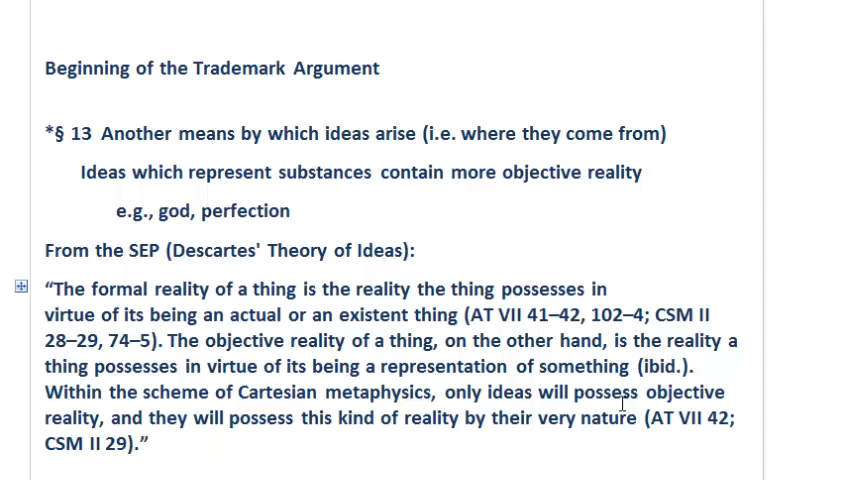 Beginning of the Trademark Argument
*§ 13 Another means by which ideas arise (i.e. where they come from)
Ideas which represent substances contain more objective reality
e.g., god, perfection
From the SEP (Descartes' Theory of Ideas):
“The formal reality of a thing is the reality the thing possesses in
virtue of its being an actual or an existent thing (AT VII 41–42, 102–4; CSM II
28–29, 74–5). The objective reality of a thing, on the other hand, is the reality a
thing possesses in virtue of its being a representation of something (ibid.).
Within the scheme of Cartesian metaphysics, only ideas will possess objective
reality, and they will possess this kind of reality by their very nature (AT VII 42;
CSM II 29).”